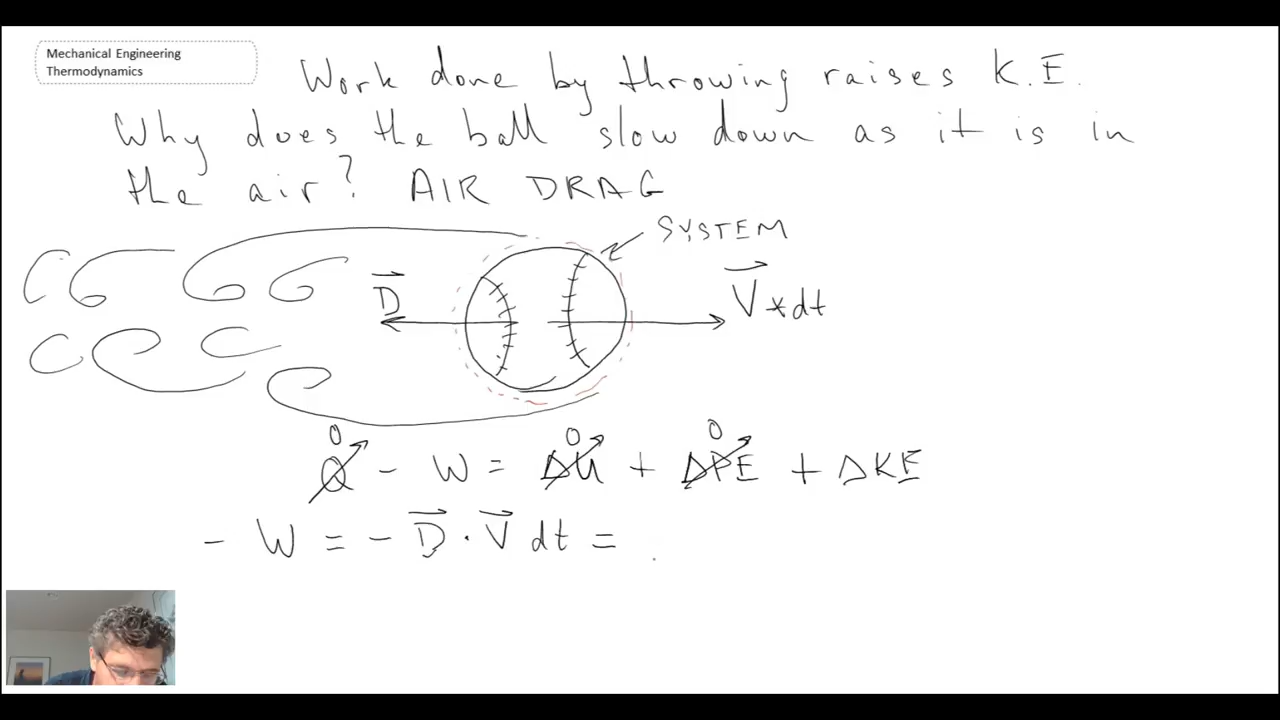 Mechanical Engineering
Thermodynamics
Work done by throwing raises K.E.
Why does the ball slow down as it is in
the air? AIR DRAG
SYSTEM
D
V * dt
0 0 0
Q - W = ΔU + ΔPE + ΔKE
- W = - D · V dt =